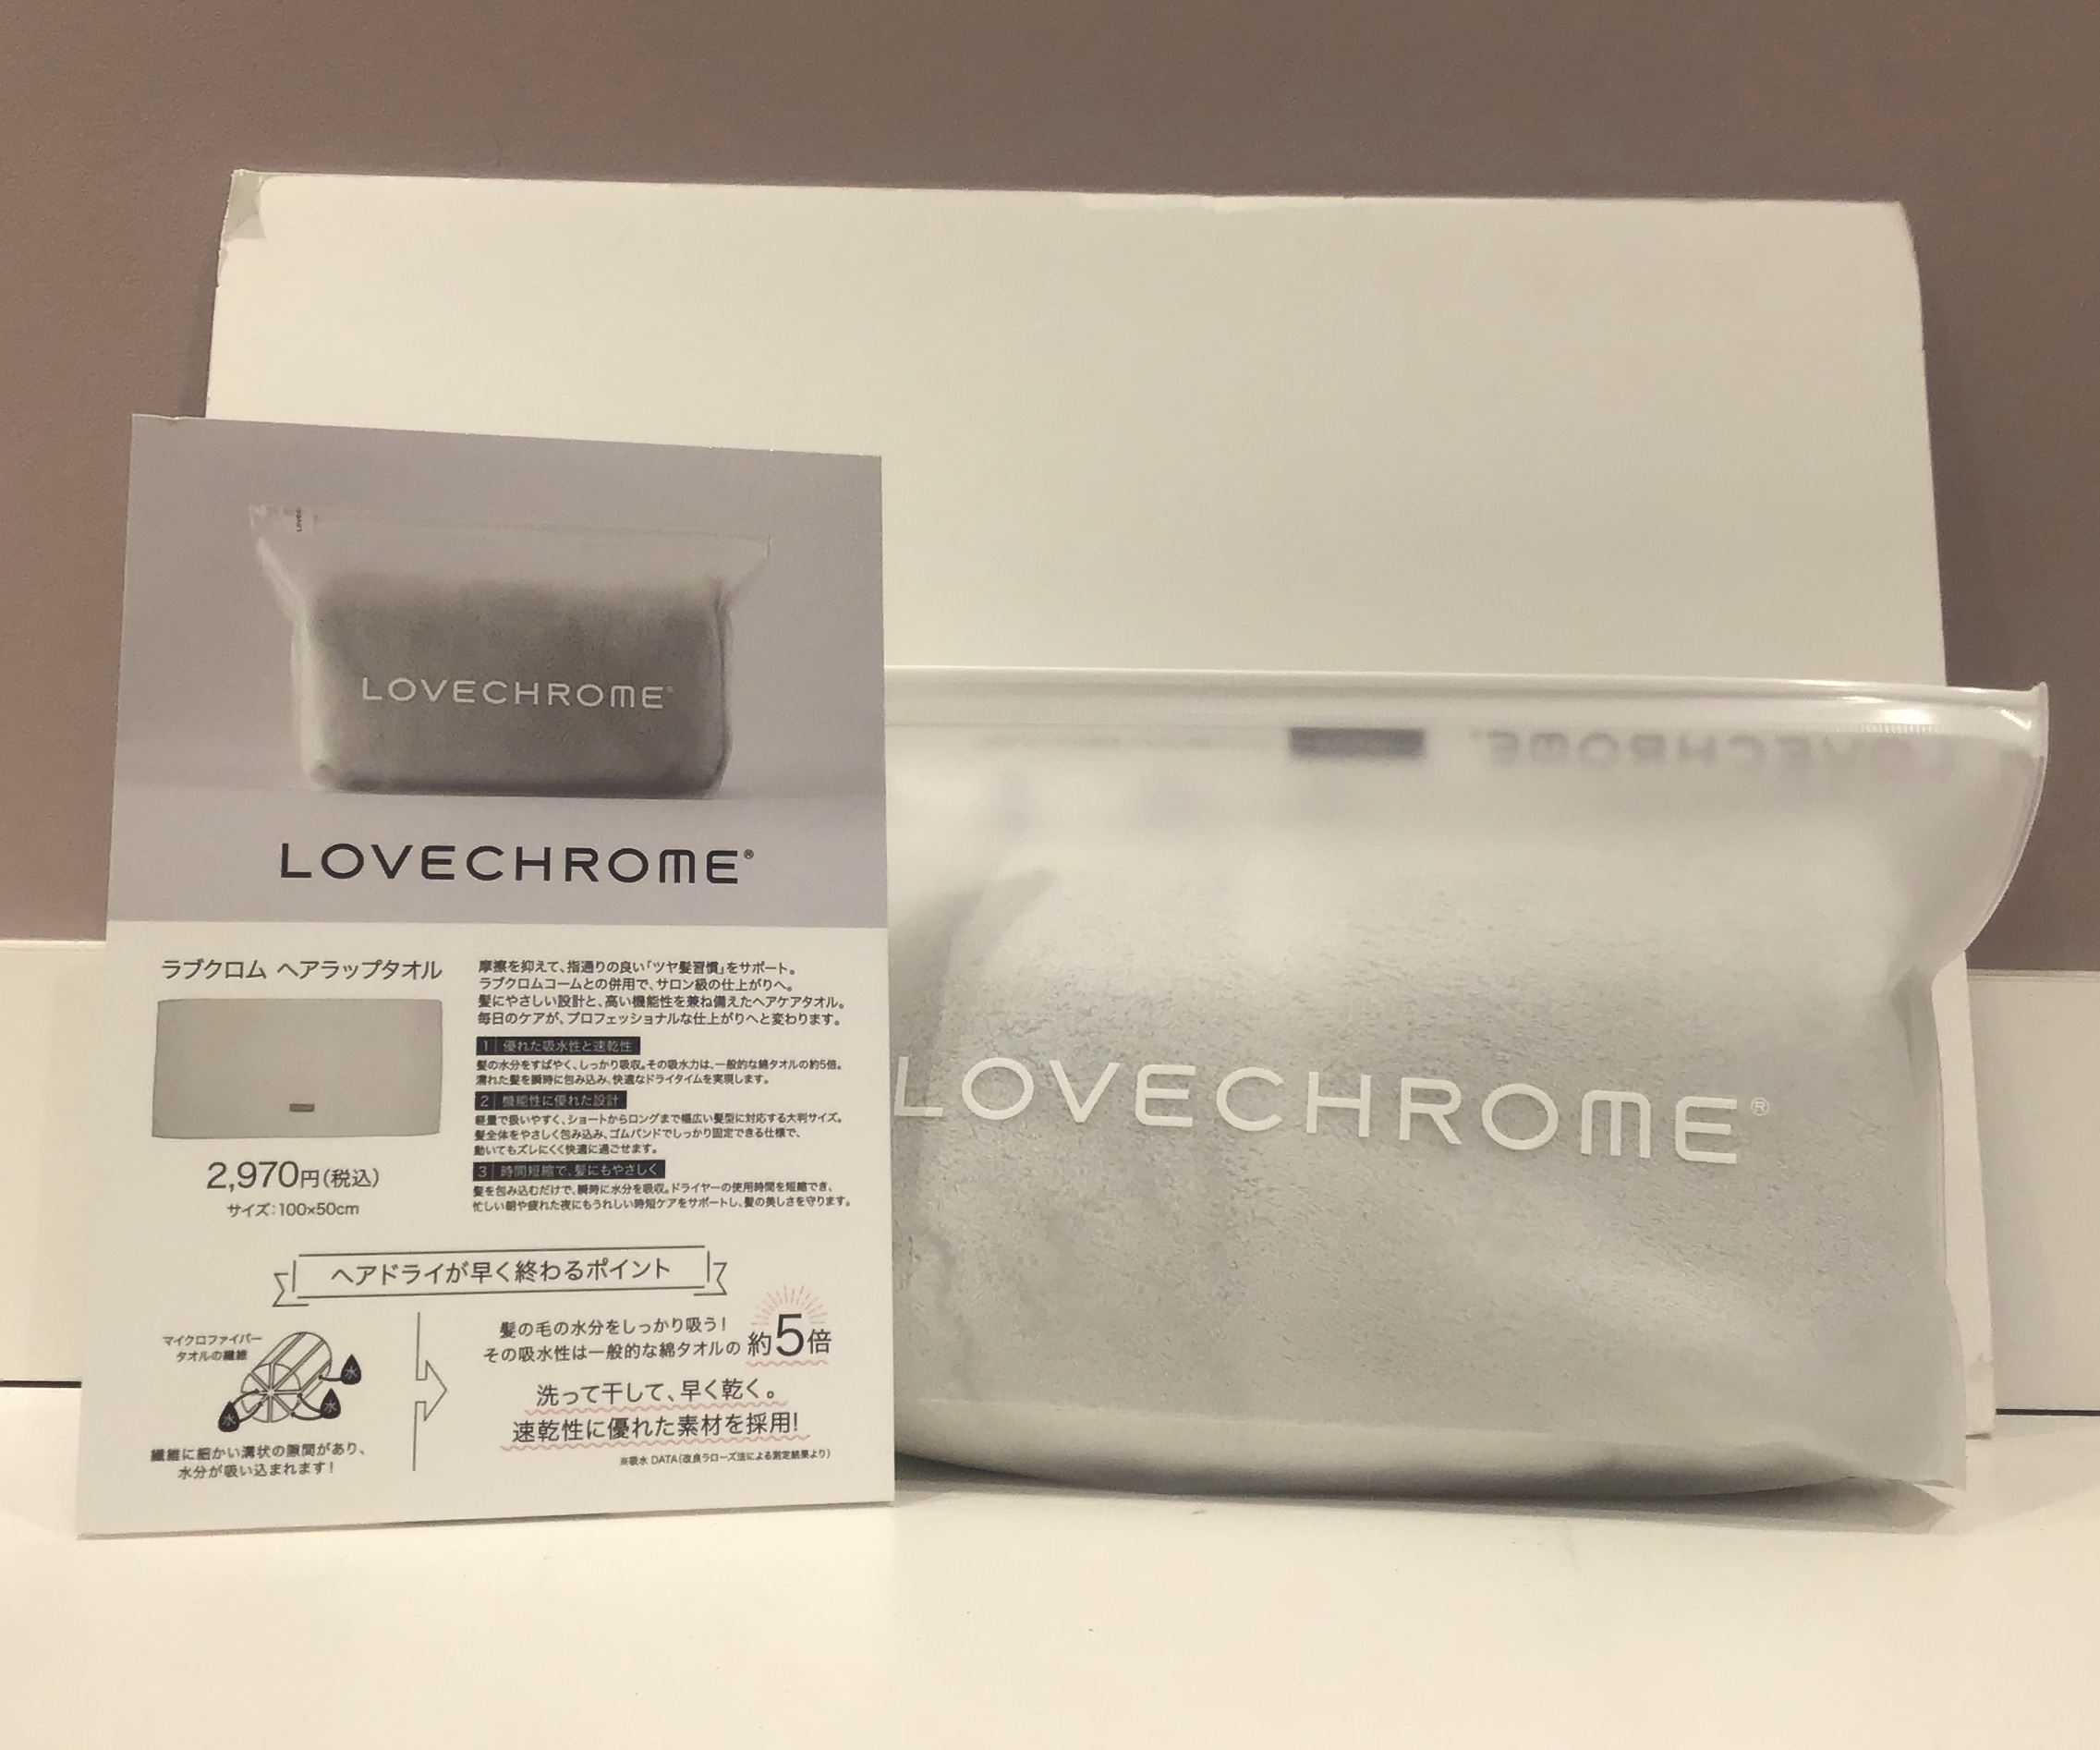 LOVECHROME®
LOVECHROME®
ラブクロム ヘアラップタオル
2,970円(税込)
サイズ:100×50cm
摩擦を抑えて、指通りの良い「ツヤ髪習慣」をサポート。
ラブクロムコームとの併用で、サロン級の仕上がりへ。
髪にやさしい設計と、高い機能性を兼ね備えたヘアケアタオル。
毎日のケアが、プロフェッショナルな仕上がりへと変わります。
1 優れた吸水性と速乾性
髪の水分をすばやく、しっかり吸収。その吸水力は、一般的な綿タオルの約5倍。
濡れた髪を瞬時に包み込み、快適なドライタイムを実現します。
2 機能性に優れた設計
軽量で扱いやすく、ショートからロングまで幅広い髪型に対応する大判サイズ。
髪全体をやさしく包み込み、ゴムバンドでしっかり固定できる仕様で、
動いてもズレにくく快適に過ごせます。
3 時間短縮で、髪にもやさしく
髪を包み込むだけで、瞬時に水分を吸収。ドライヤーの使用時間を短縮でき、
忙しい朝や疲れた夜にもうれしい時短ケアをサポートし、髪の美しさを守ります。
ヘアドライが早く終わるポイント
マイクロファイバー
タオルの繊維
水
水
水
繊維に細かい溝状の隙間があり、
水分が吸い込まれます!
髪の毛の水分をしっかり吸う!
その吸水性は一般的な綿タオルの 約5倍
洗って干して、早く乾く。
速乾性に優れた素材を採用!
※吸水 DATA(改良ラローズ法による測定結果より)
LOVECHROME®
LOVECHROME®